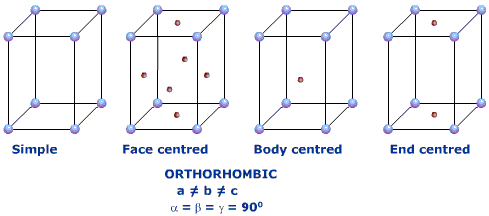 Simple Face centred Body centred End centred
ORTHORHOMBIC
a ≠ b ≠ c
α = β = γ = 90⁰